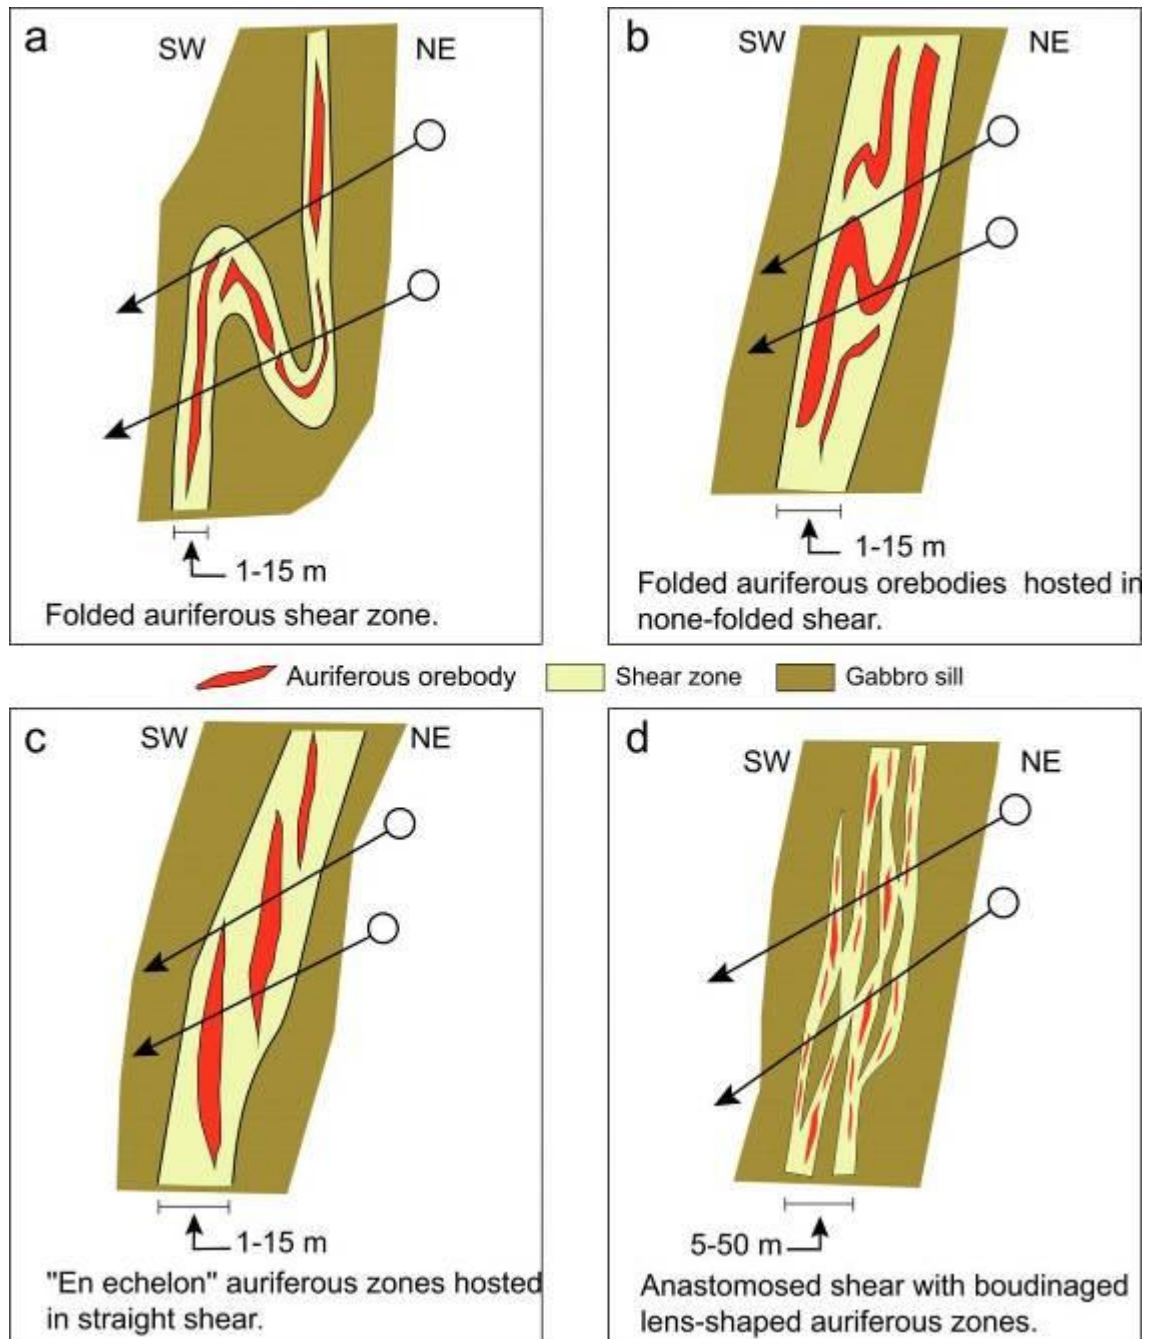 a
SW
NE
1-15 m
Folded auriferous shear zone.
b
SW
NE
1-15 m
Folded auriferous orebodies hosted in
none-folded shear.
Auriferous orebody
Shear zone
Gabbro sill
c
SW
NE
1-15 m
"En echelon" auriferous zones hosted
in straight shear.
d
SW
NE
5-50 m
Anastomosed shear with boudinaged
lens-shaped auriferous zones.